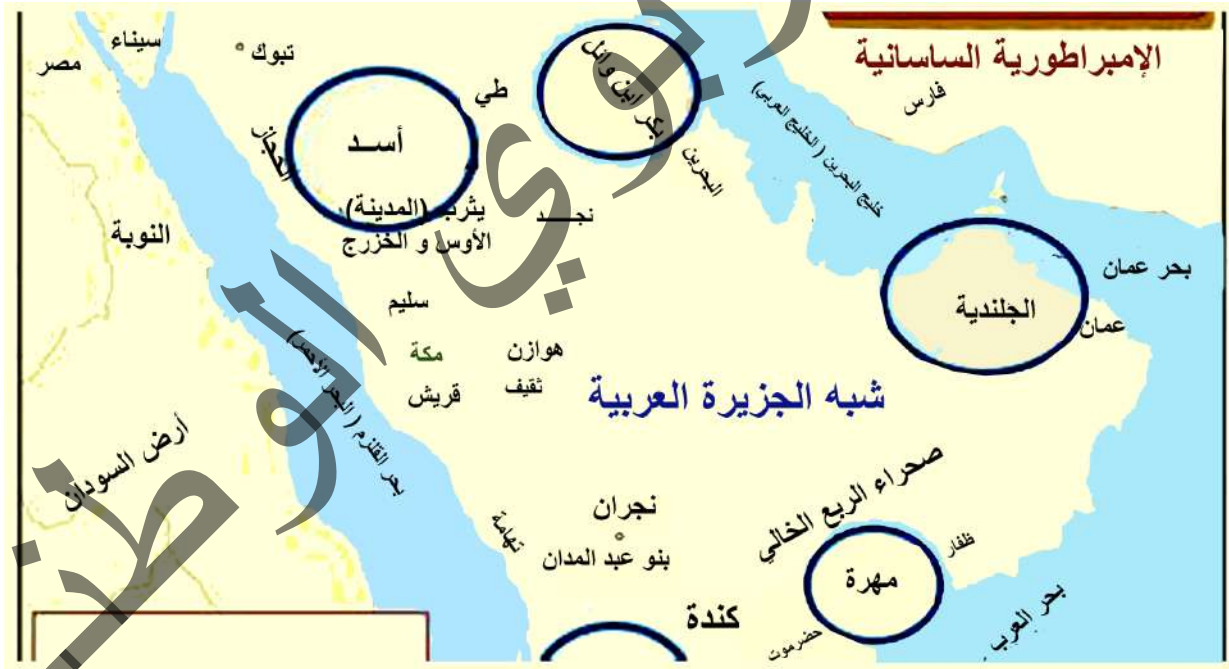 الإمبراطورية الساسانية
فارس
خليج البحرين ( الخليج العربي)
بكر ابن وائل
البحرين
سيناء
مصر
تبوك
طي
أسد
الحجاز
يثرب (المدينة)
الأوس و الخزرج
نجد
النوبة
بحر عمان
عمان
الجلندية
سليم
مكة
قريش
هوازن
ثقيف
شبه الجزيرة العربية
بحر القلزم ( البحر الأحمر)
أرض السودان
صحراء الربع الخالي
نجران
بنو عبد المدان
تهامة
ظفار
مهرة
كندة
حضرموت
بحر العرب